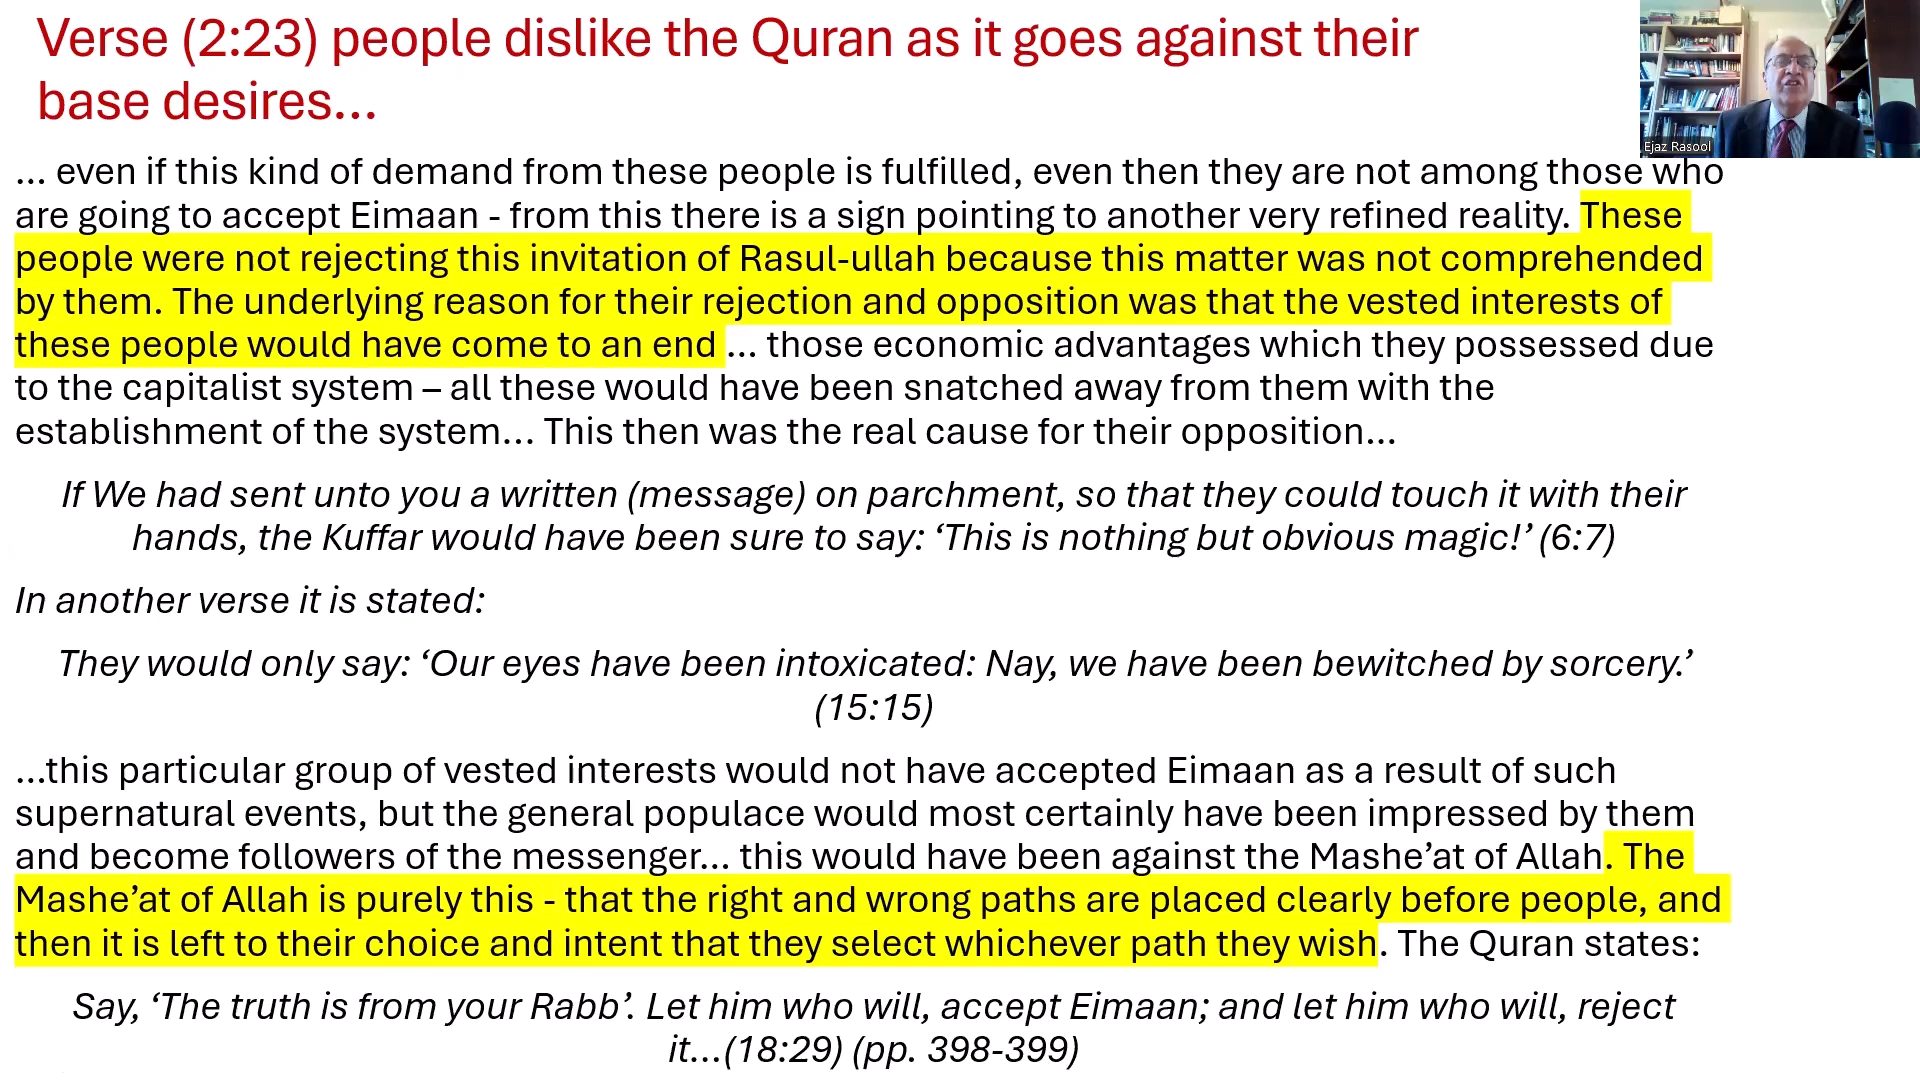 Verse (2:23) people dislike the Quran as it goes against their
base desires...
Ejaz Rasool
... even if this kind of demand from these people is fulfilled, even then they are not among those who
are going to accept Eimaan - from this there is a sign pointing to another very refined reality. These
people were not rejecting this invitation of Rasul-ullah because this matter was not comprehended
by them. The underlying reason for their rejection and opposition was that the vested interests of
these people would have come to an end ... those economic advantages which they possessed due
to the capitalist system – all these would have been snatched away from them with the
establishment of the system... This then was the real cause for their opposition...
If We had sent unto you a written (message) on parchment, so that they could touch it with their
hands, the Kuffar would have been sure to say: ‘This is nothing but obvious magic!’ (6:7)
In another verse it is stated:
They would only say: ‘Our eyes have been intoxicated: Nay, we have been bewitched by sorcery.’
(15:15)
...this particular group of vested interests would not have accepted Eimaan as a result of such
supernatural events, but the general populace would most certainly have been impressed by them
and become followers of the messenger... this would have been against the Mashe’at of Allah. The
Mashe’at of Allah is purely this - that the right and wrong paths are placed clearly before people, and
then it is left to their choice and intent that they select whichever path they wish. The Quran states:
Say, ‘The truth is from your Rabb’. Let him who will, accept Eimaan; and let him who will, reject
it...(18:29) (pp. 398-399)